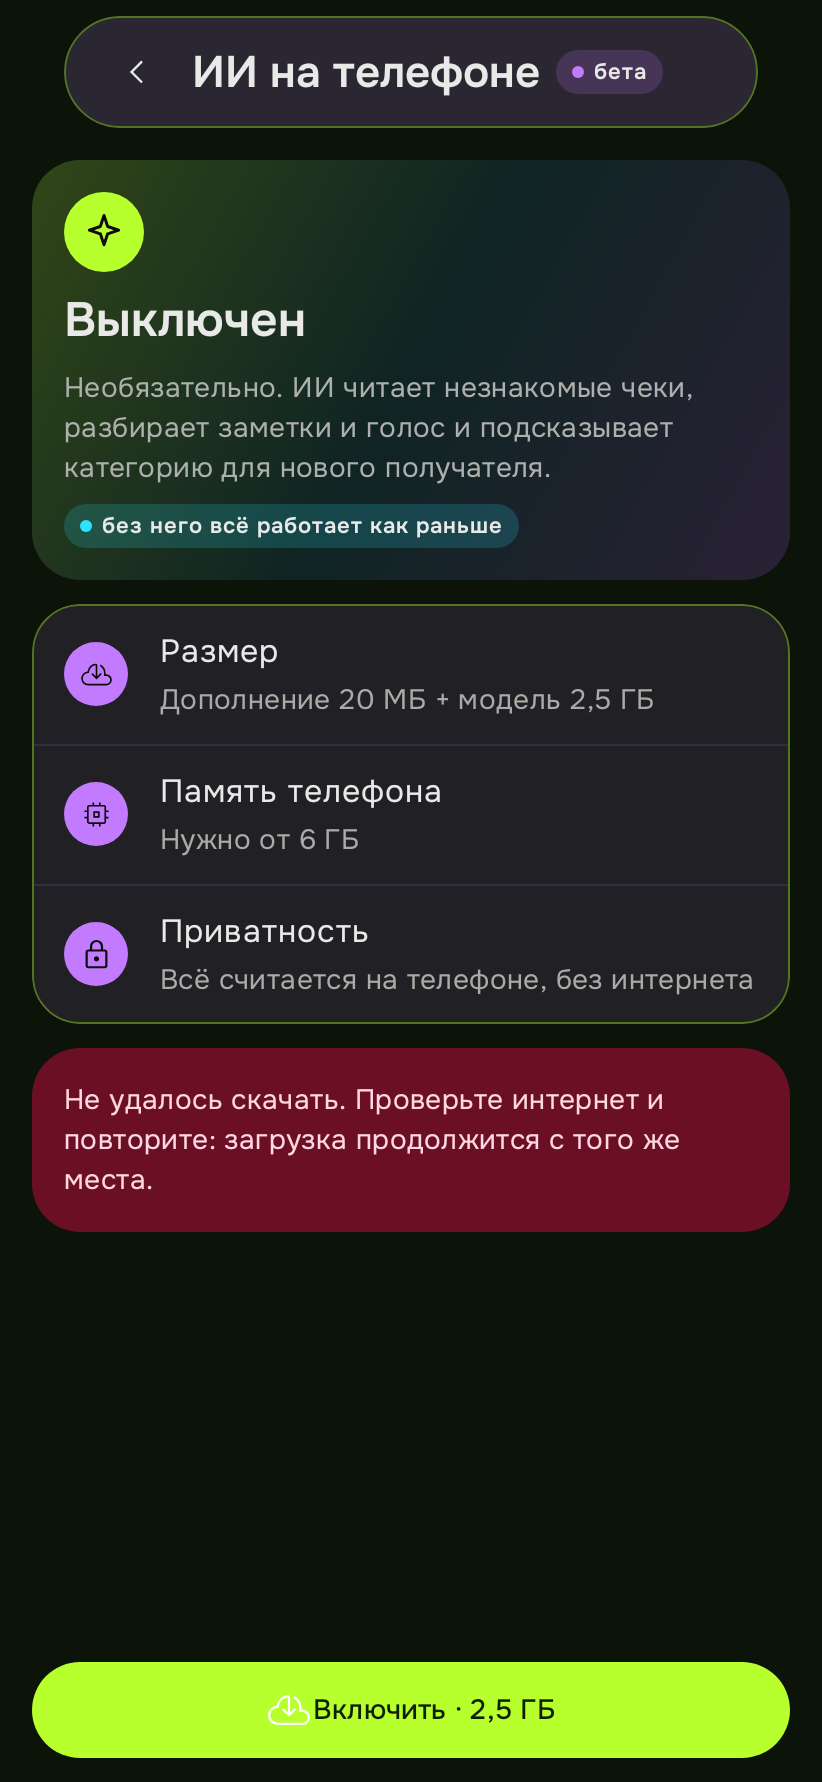 ИИ на телефоне
бета
Выключен
Необязательно. ИИ читает незнакомые чеки,
разбирает заметки и голос и подсказывает
категорию для нового получателя.
без него всё работает как раньше
Размер
Дополнение 20 МБ + модель 2,5 ГБ
Память телефона
Нужно от 6 ГБ
Приватность
Всё считается на телефоне, без интернета
Не удалось скачать. Проверьте интернет и
повторите: загрузка продолжится с того же
места.
Включить · 2,5 ГБ